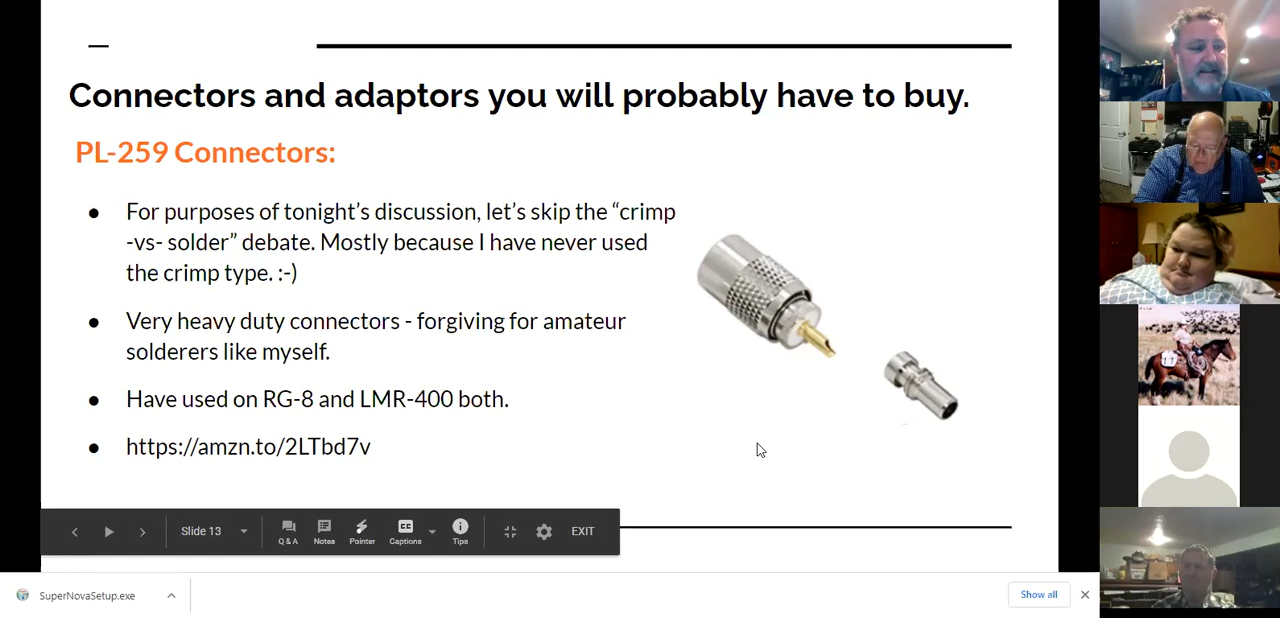 Connectors and adaptors you will probably have to buy.
PL-259 Connectors:
● For purposes of tonight’s discussion, let’s skip the “crimp
-vs- solder” debate. Mostly because I have never used
the crimp type. :-)
● Very heavy duty connectors - forgiving for amateur
solderers like myself.
● Have used on RG-8 and LMR-400 both.
● https://amzn.to/2LTbd7v
Slide 13
Q & A
Notes
Pointer
CC
Captions
Tips
EXIT
SuperNovaSetup.exe
Show all